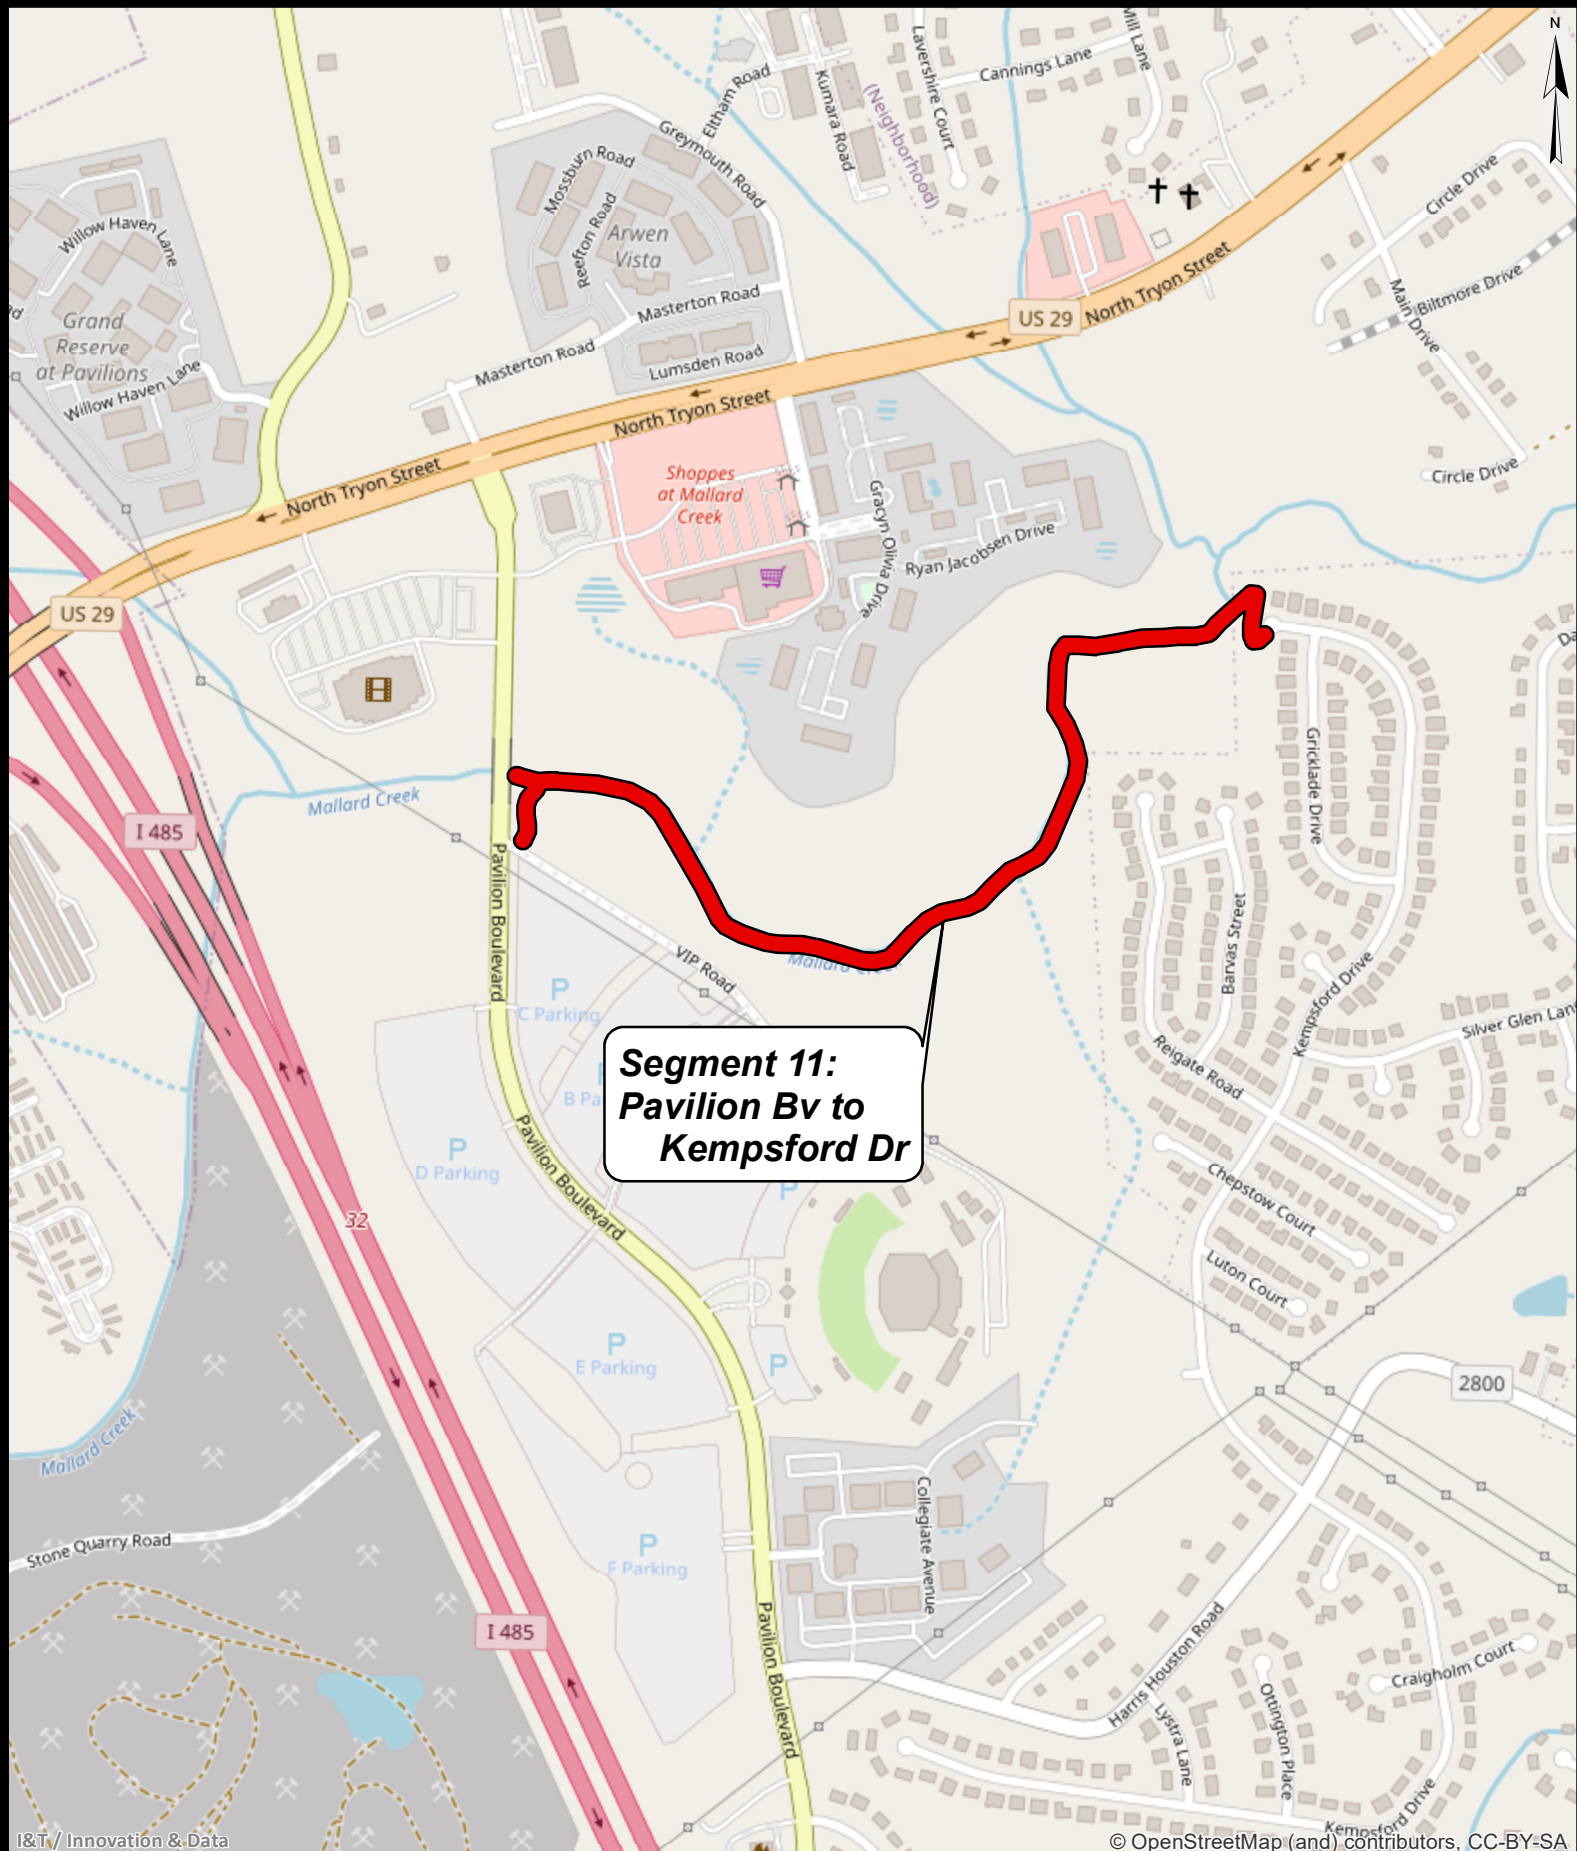 N
Mill Lane
Lavershire Court
Cannings Lane
Eltham Road
Kumara Road
(Neighborhood)
Greymouth Road
Mossburn Road
Reefton Road
Arwen
Vista
Circle Drive
Willow Haven Lane
Grand
Reserve
at Pavilions
Willow Haven Lane
Masterton Road
Masterton Road
Lumsden Road
US 29
North Tryon Street
Biltmore Drive
Main Drive
North Tryon Street
North Tryon Street
Circle Drive
Shoppes
at Mallard
Creek
Gracyn Olivia Drive
Ryan Jacobsen Drive
US 29
Da
Gricklade Drive
Mallard Creek
I 485
Pavilion Boulevard
Barvas Street
VIP Road
Mallard Creek
Kempsford Drive
P
C Parking
Silver Glen Lan
Reigate Road
Segment 11:
Pavilion Bv to
Kempsford Dr
B Pa
P
D Parking
Pavilion Boulevard
P
Chepstow Court
32
Luton Court
P
E Parking
P
2800
Mallard Creek
Collegiate Avenue
Stone Quarry Road
P
F Parking
I 485
Pavilion Boulevard
Harris Houston Road
Craigholm Court
Lystra Lane
Ottington Place
Kempsford Drive
I&T / Innovation & Data
© OpenStreetMap (and) contributors, CC-BY-SA